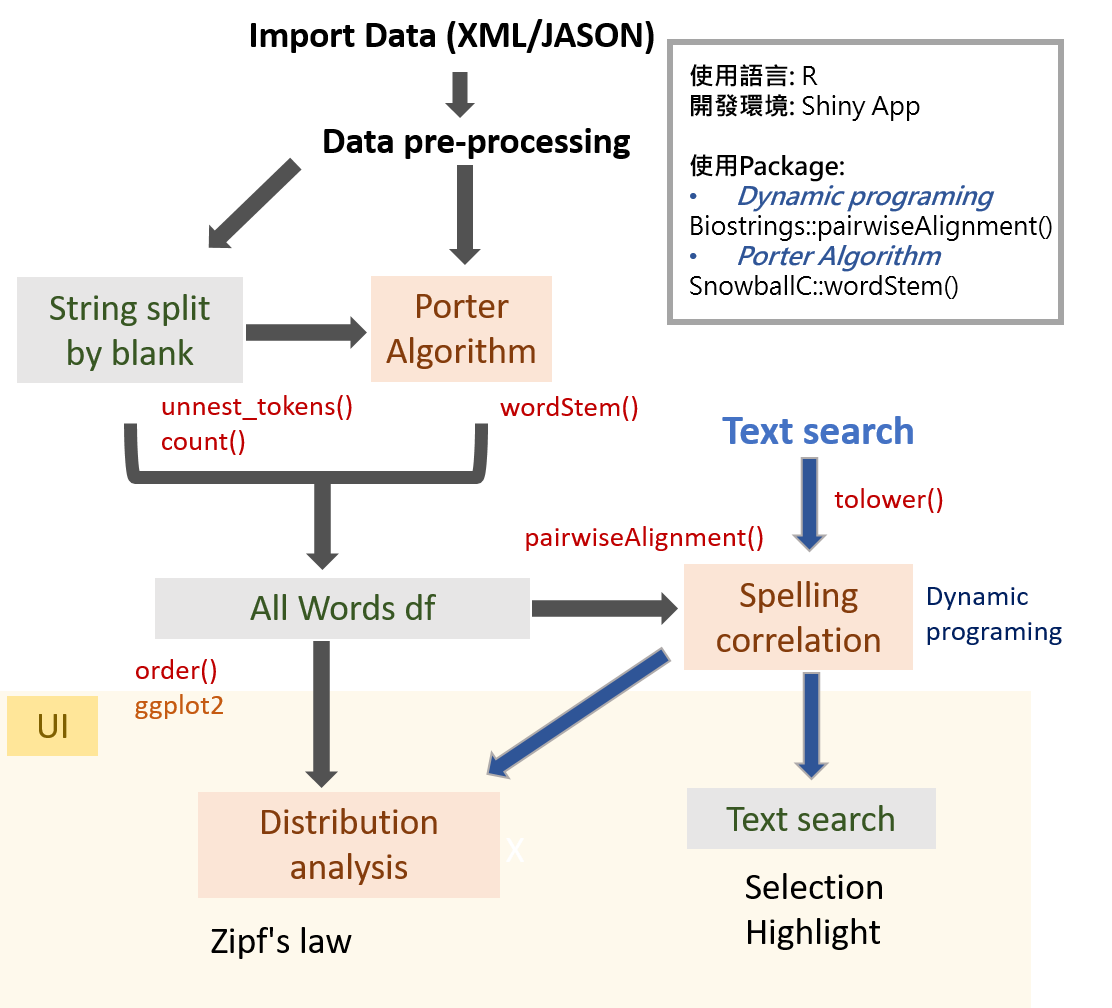 Import Data (XML/JASON)
Data pre-processing
使用語言: R
開發環境: Shiny App
使用Package:
• Dynamic programing
Biostrings::pairwiseAlignment()
• Porter Algorithm
SnowballC::wordStem()
String split
by blank
Porter
Algorithm
unnest_tokens()
count()
wordStem()
Text search
tolower()
pairwiseAlignment()
All Words df
Spelling
correlation
Dynamic
programing
order()
ggplot2
UI
Distribution
analysis
X
Text search
Zipf's law
Selection
Highlight